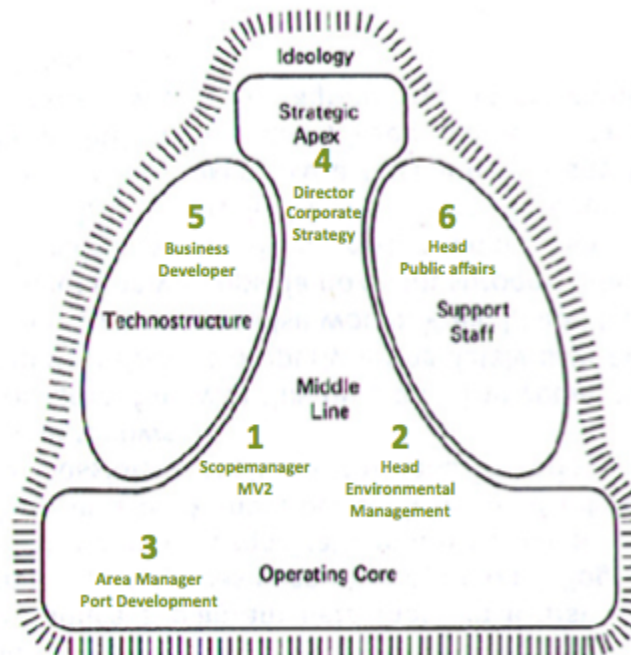 Ideology
Strategic
Apex
4
Director
Corporate
Strategy
5
Business
Developer
6
Head
Public affairs
Technostructure
Support
Staff
Middle
Line
1
Scopemanager
MV2
2
Head
Environmental
Management
3
Area Manager
Port Development
Operating Core